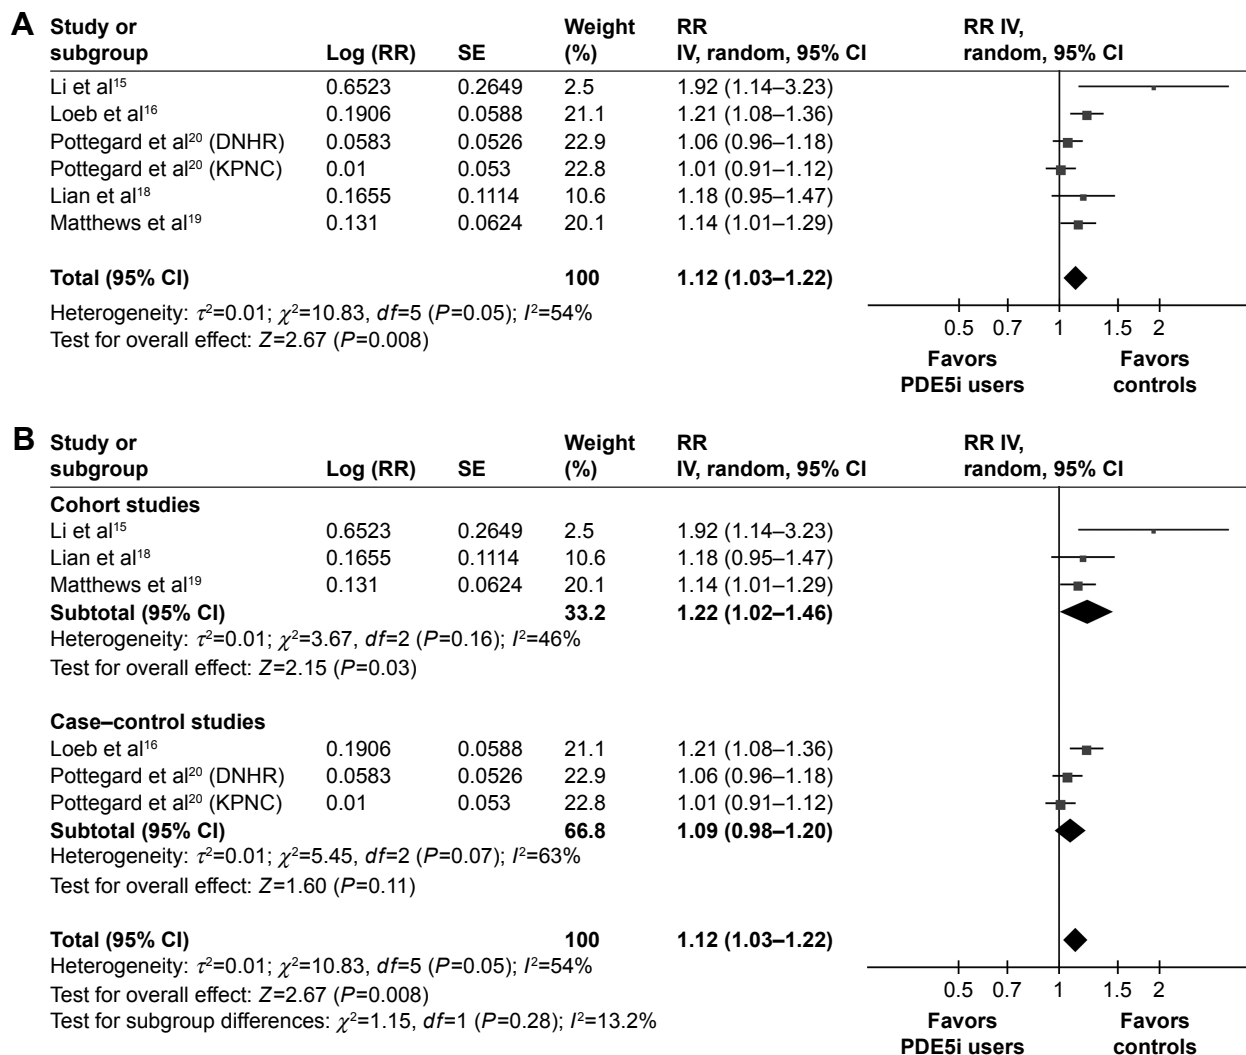 A Study or subgroup Log (RR) SE Weight (%) RR IV, random, 95% CI RR IV, random, 95% CI
Li et al15 0.6523 0.2649 2.5 1.92 (1.14–3.23)
Loeb et al16 0.1906 0.0588 21.1 1.21 (1.08–1.36)
Pottegard et al20 (DNHR) 0.0583 0.0526 22.9 1.06 (0.96–1.18)
Pottegard et al20 (KPNC) 0.01 0.053 22.8 1.01 (0.91–1.12)
Lian et al18 0.1655 0.1114 10.6 1.18 (0.95–1.47)
Matthews et al19 0.131 0.0624 20.1 1.14 (1.01–1.29)
Total (95% CI) 100 1.12 (1.03–1.22)
Heterogeneity: τ2=0.01; χ2=10.83, df=5 (P=0.05); I2=54%
Test for overall effect: Z=2.67 (P=0.008)
0.5 0.7 1 1.5 2
Favors PDE5i users Favors controls
B Study or subgroup Log (RR) SE Weight (%) RR IV, random, 95% CI RR IV, random, 95% CI
Cohort studies
Li et al15 0.6523 0.2649 2.5 1.92 (1.14–3.23)
Lian et al18 0.1655 0.1114 10.6 1.18 (0.95–1.47)
Matthews et al19 0.131 0.0624 20.1 1.14 (1.01–1.29)
Subtotal (95% CI) 33.2 1.22 (1.02–1.46)
Heterogeneity: τ2=0.01; χ2=3.67, df=2 (P=0.16); I2=46%
Test for overall effect: Z=2.15 (P=0.03)
Case–control studies
Loeb et al16 0.1906 0.0588 21.1 1.21 (1.08–1.36)
Pottegard et al20 (DNHR) 0.0583 0.0526 22.9 1.06 (0.96–1.18)
Pottegard et al20 (KPNC) 0.01 0.053 22.8 1.01 (0.91–1.12)
Subtotal (95% CI) 66.8 1.09 (0.98–1.20)
Heterogeneity: τ2=0.01; χ2=5.45, df=2 (P=0.07); I2=63%
Test for overall effect: Z=1.60 (P=0.11)
Total (95% CI) 100 1.12 (1.03–1.22)
Heterogeneity: τ2=0.01; χ2=10.83, df=5 (P=0.05); I2=54%
Test for overall effect: Z=2.67 (P=0.008)
Test for subgroup differences: χ2=1.15, df=1 (P=0.28); I2=13.2%
0.5 0.7 1 1.5 2
Favors PDE5i users Favors controls